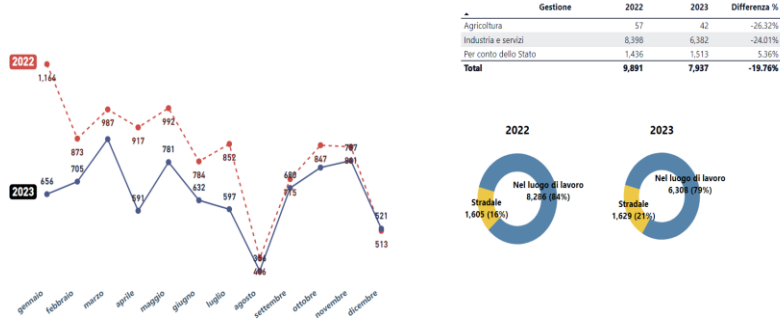 Gestione 2022 2023 Differenza %
Agricoltura 57 42 -26.32%
Industria e servizi 8,398 6,382 -24.01%
Per conto dello Stato 1,436 1,513 5.36%
Total 9,891 7,937 -19.76%
2022
1,164
873
987
917
992
784
852
847
2023
656
705
591
781
632
597
406
680
775
521
513
gennaio
febbraio
marzo
aprile
maggio
giugno
luglio
agosto
settembre
ottobre
novembre
dicembre
2022
Nel luogo di lavoro
8,286 (84%)
Stradale
1,605 (16%)
2023
Nel luogo di lavoro
6,308 (79%)
Stradale
1,629 (21%)